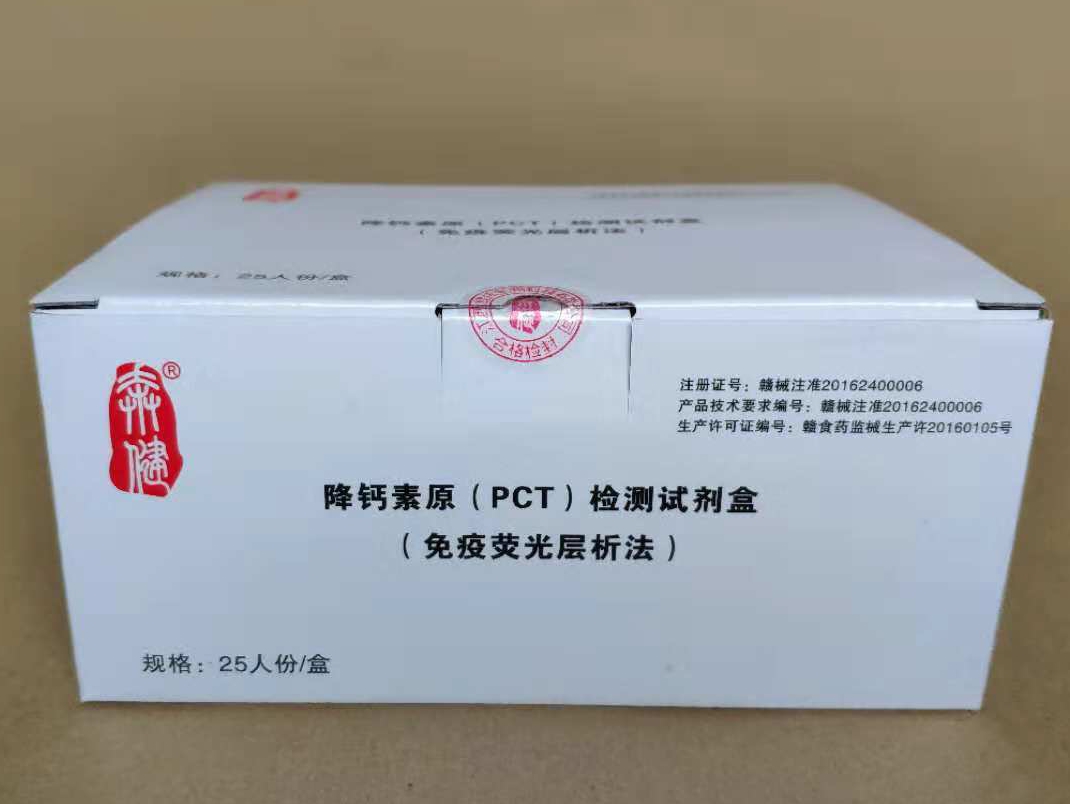 降钙素原（PCT）检测试剂盒
（免疫荧光层析法）
规格：25人份/盒
合格检封
健
®
注册证号：赣械注准20162400006
产品技术要求编号：赣械注准20162400006
生产许可证编号：赣食药监械生产许20160105号
降钙素原（PCT）检测试剂盒
（免疫荧光层析法）
规格：25人份/盒